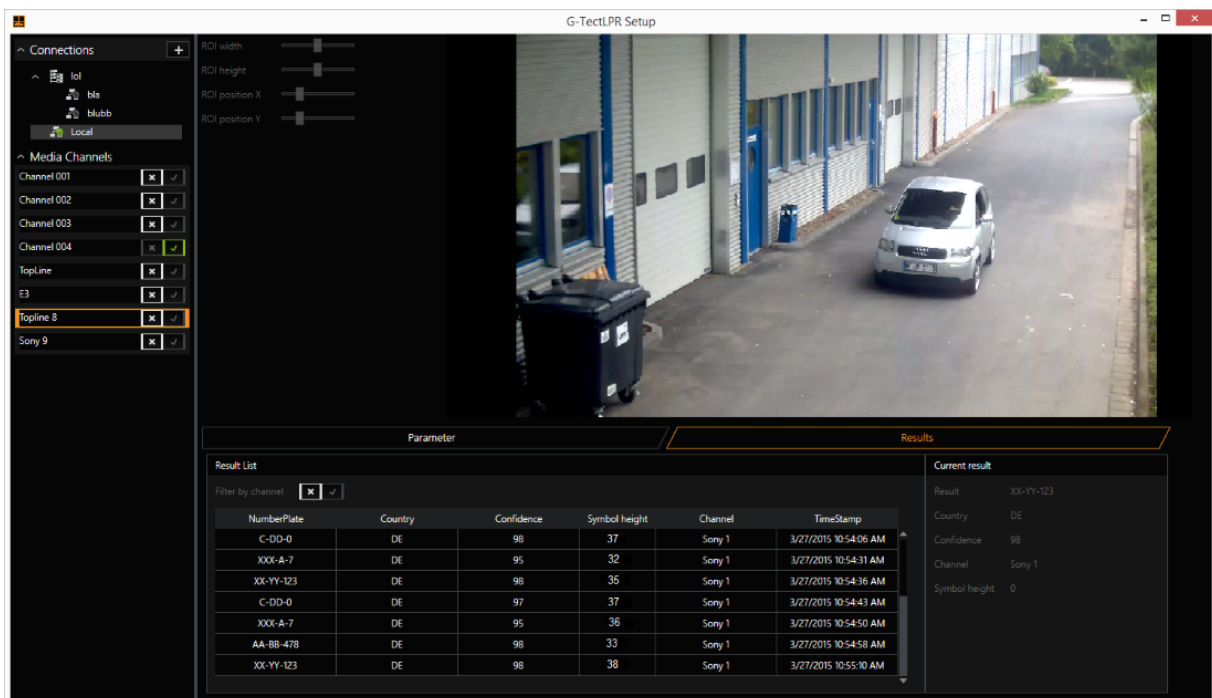 G-TectLPR Setup
Connections
+
lol
bla
blubb
Local
Media Channels
Channel 001
Channel 002
Channel 003
Channel 004
TopLine
E3
Topline 8
Sony 9
ROI width
ROI height
ROI position X
ROI position Y
Parameter
Results
Result List
Filter by channel
NumberPlate Country Confidence Symbol height Channel TimeStamp
C-DD-0 DE 98 37 Sony 1 3/27/2015 10:54:06 AM
XXX-A-7 DE 95 32 Sony 1 3/27/2015 10:54:31 AM
XX-YY-123 DE 98 35 Sony 1 3/27/2015 10:54:36 AM
C-DD-0 DE 97 37 Sony 1 3/27/2015 10:54:43 AM
XXX-A-7 DE 95 36 Sony 1 3/27/2015 10:54:50 AM
AA-BB-478 DE 98 33 Sony 1 3/27/2015 10:54:58 AM
XX-YY-123 DE 98 38 Sony 1 3/27/2015 10:55:10 AM
Current result
Result XX-YY-123
Country DE
Confidence 98
Channel Sony 1
Symbol height 0